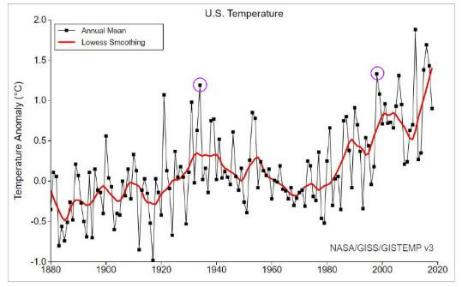 U.S. Temperature
2.0
Annual Mean
Lowess Smoothing
1.5
1.0
0.5
0.0
-0.5
-1.0
Temperature Anomaly (°C)
NASA/GISS/GISTEMP v3
1880 1900 1920 1940 1960 1980 2000 2020